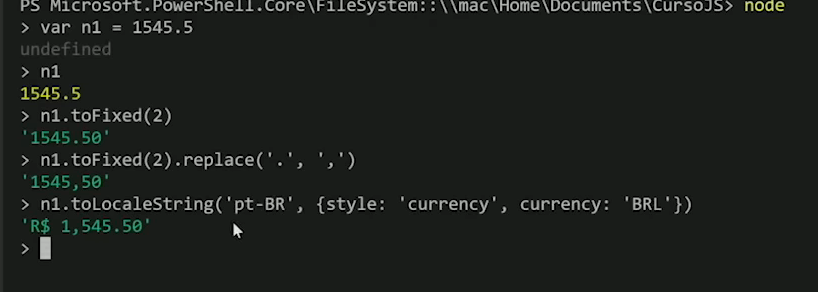 PS Microsoft.PowerShell.Core\FileSystem::\\mac\Home\Documents\CursoJS> node
> var n1 = 1545.5
undefined
> n1
1545.5
> n1.toFixed(2)
'1545.50'
> n1.toFixed(2).replace('.', ',')
'1545,50'
> n1.toLocaleString('pt-BR', {style: 'currency', currency: 'BRL'})
'R$ 1,545.50'
>